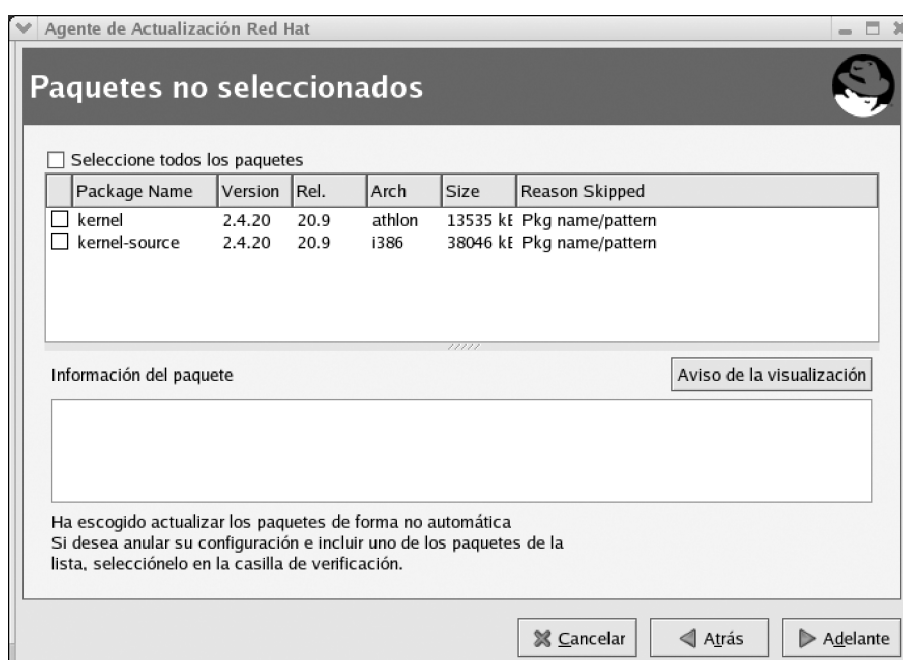 Agente de Actualización Red Hat
Paquetes no seleccionados
Seleccione todos los paquetes
Package Name Version Rel. Arch Size Reason Skipped
kernel 2.4.20 20.9 athlon 13535 kE Pkg name/pattern
kernel-source 2.4.20 20.9 i386 38046 kE Pkg name/pattern
Información del paquete Aviso de la visualización
Ha escogido actualizar los paquetes de forma no automática
Si desea anular su configuración e incluir uno de los paquetes de la
lista, selecciónelo en la casilla de verificación.
Cancelar Atrás Adelante